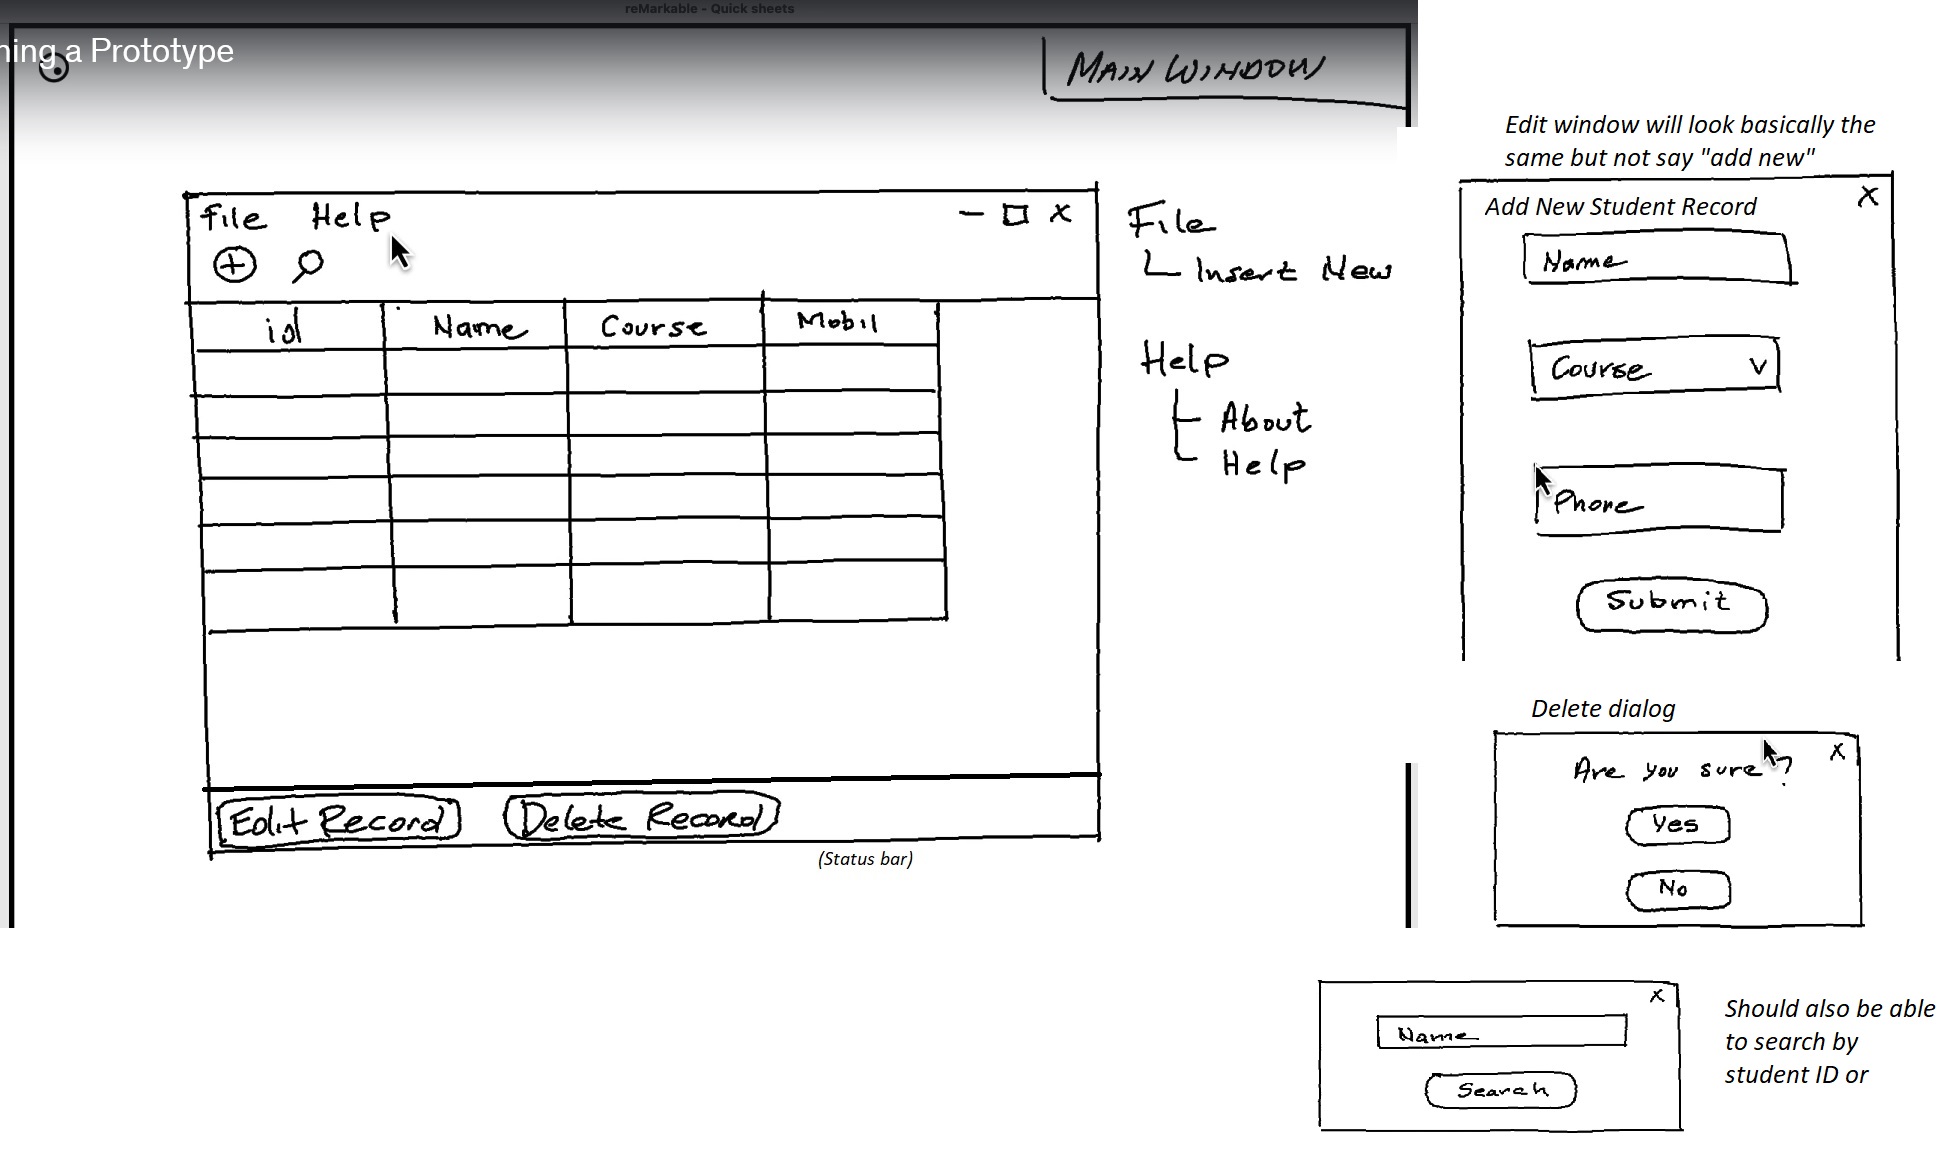 reMarkable - Quick sheets
ning a Prototype
MAIN WINDOW
File Help
- x
id Name Course Mobil
Edit Record Delete Record
(Status bar)
File
Insert New
Help
About
Help
Edit window will look basically the
same but not say "add new"
x
Add New Student Record
Name
Course v
Phone
Submit
Delete dialog
x
Are you sure?
Yes
No
x
Name
Search
Should also be able
to search by
student ID or